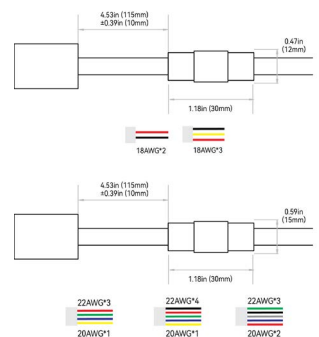 4.53in (115mm)
±0.39in (10mm)
0.47in
(12mm)
1.18in (30mm)
18AWG*2
18AWG*3
4.53in (115mm)
±0.39in (10mm)
0.59in
(15mm)
1.18in (30mm)
22AWG*3
22AWG*4
22AWG*3
20AWG*1
20AWG*1
20AWG*2